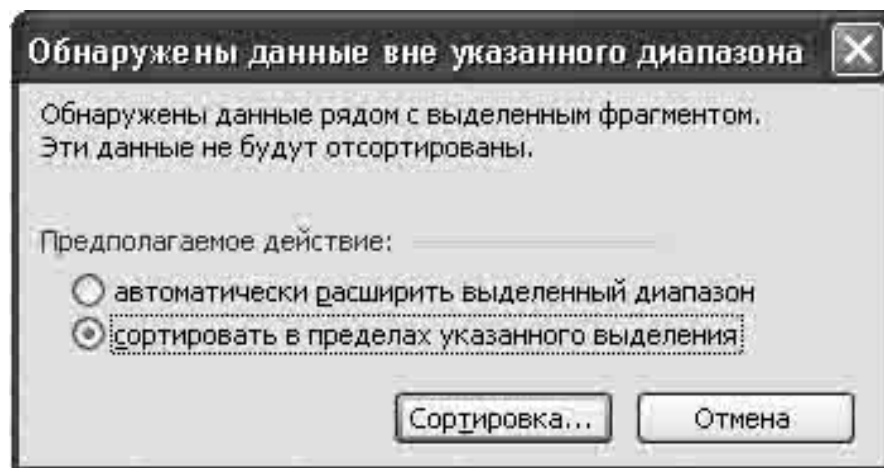 Обнаружены данные вне указанного диапазона
Обнаружены данные рядом с выделенным фрагментом.
Эти данные не будут отсортированы.
Предполагаемое действие:
автоматически расширить выделенный диапазон
сортировать в пределах указанного выделения
Сортировка... Отмена